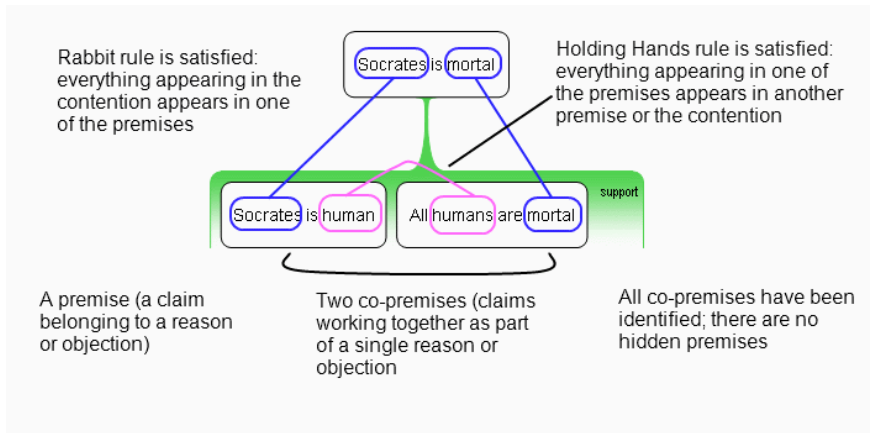 Rabbit rule is satisfied:
everything appearing in the
contention appears in one
of the premises
Socrates is mortal
Holding Hands rule is satisfied:
everything appearing in one of
the premises appears in another
premise or the contention
support
Socrates is human
All humans are mortal
A premise (a claim
belonging to a reason
or objection)
Two co-premises (claims
working together as part
of a single reason or
objection
All co-premises have been
identified; there are no
hidden premises